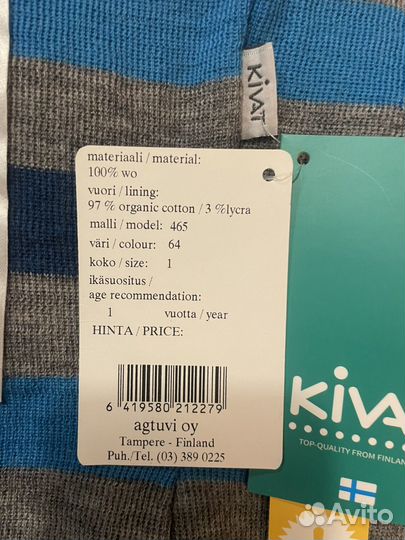 KIVAT
materiaali / material:
100% wo
vuori / lining:
97 % organic cotton / 3 %lycra
malli / model: 465
väri / colour: 64
koko / size: 1
ikäsuositus /
age recommendation:
1 vuotta / year
HINTA / PRICE:
6 419580 212279
agtuvi oy
Tampere - Finland
Puh./Tel. (03) 389 0225
KIVAT
TOP-QUALITY FROM FINLAN
Avito